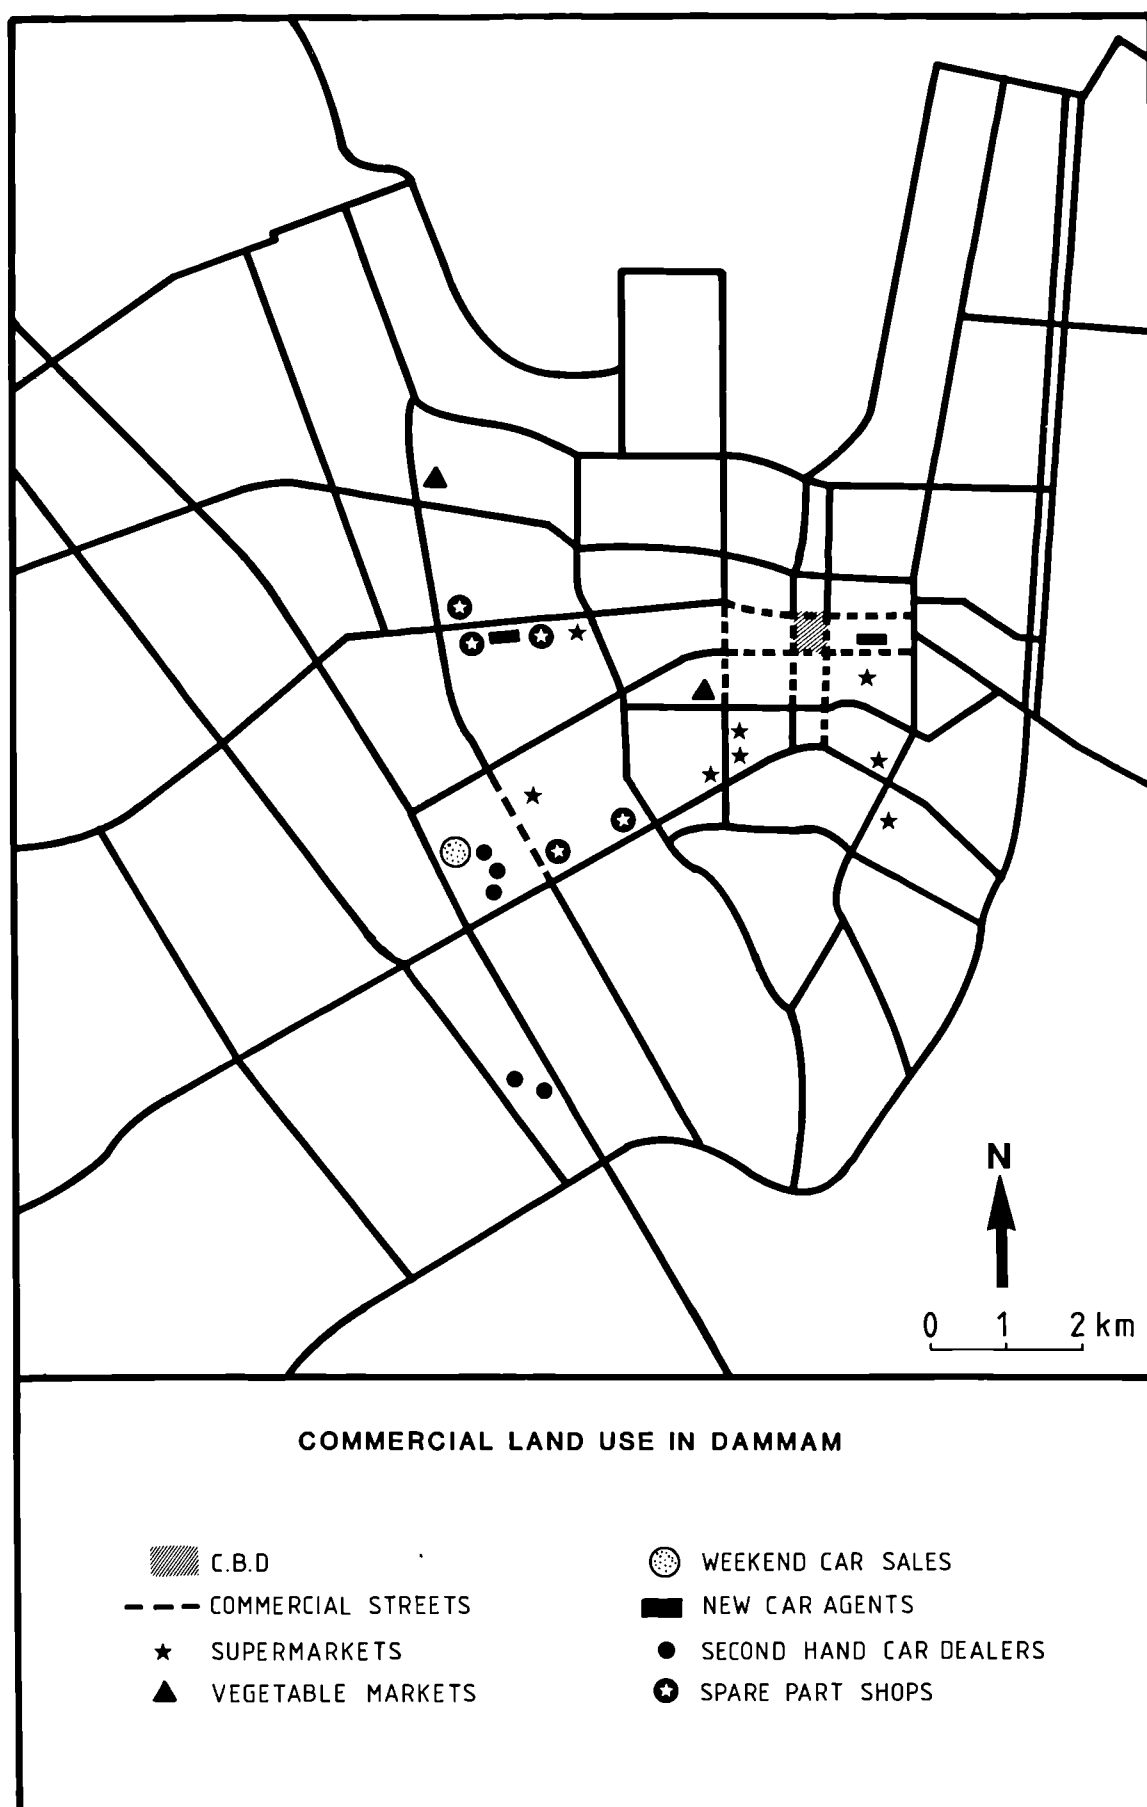 N
0 1 2 km
COMMERCIAL LAND USE IN DAMMAM
C.B.D
COMMERCIAL STREETS
SUPERMARKETS
VEGETABLE MARKETS
WEEKEND CAR SALES
NEW CAR AGENTS
SECOND HAND CAR DEALERS
SPARE PART SHOPS